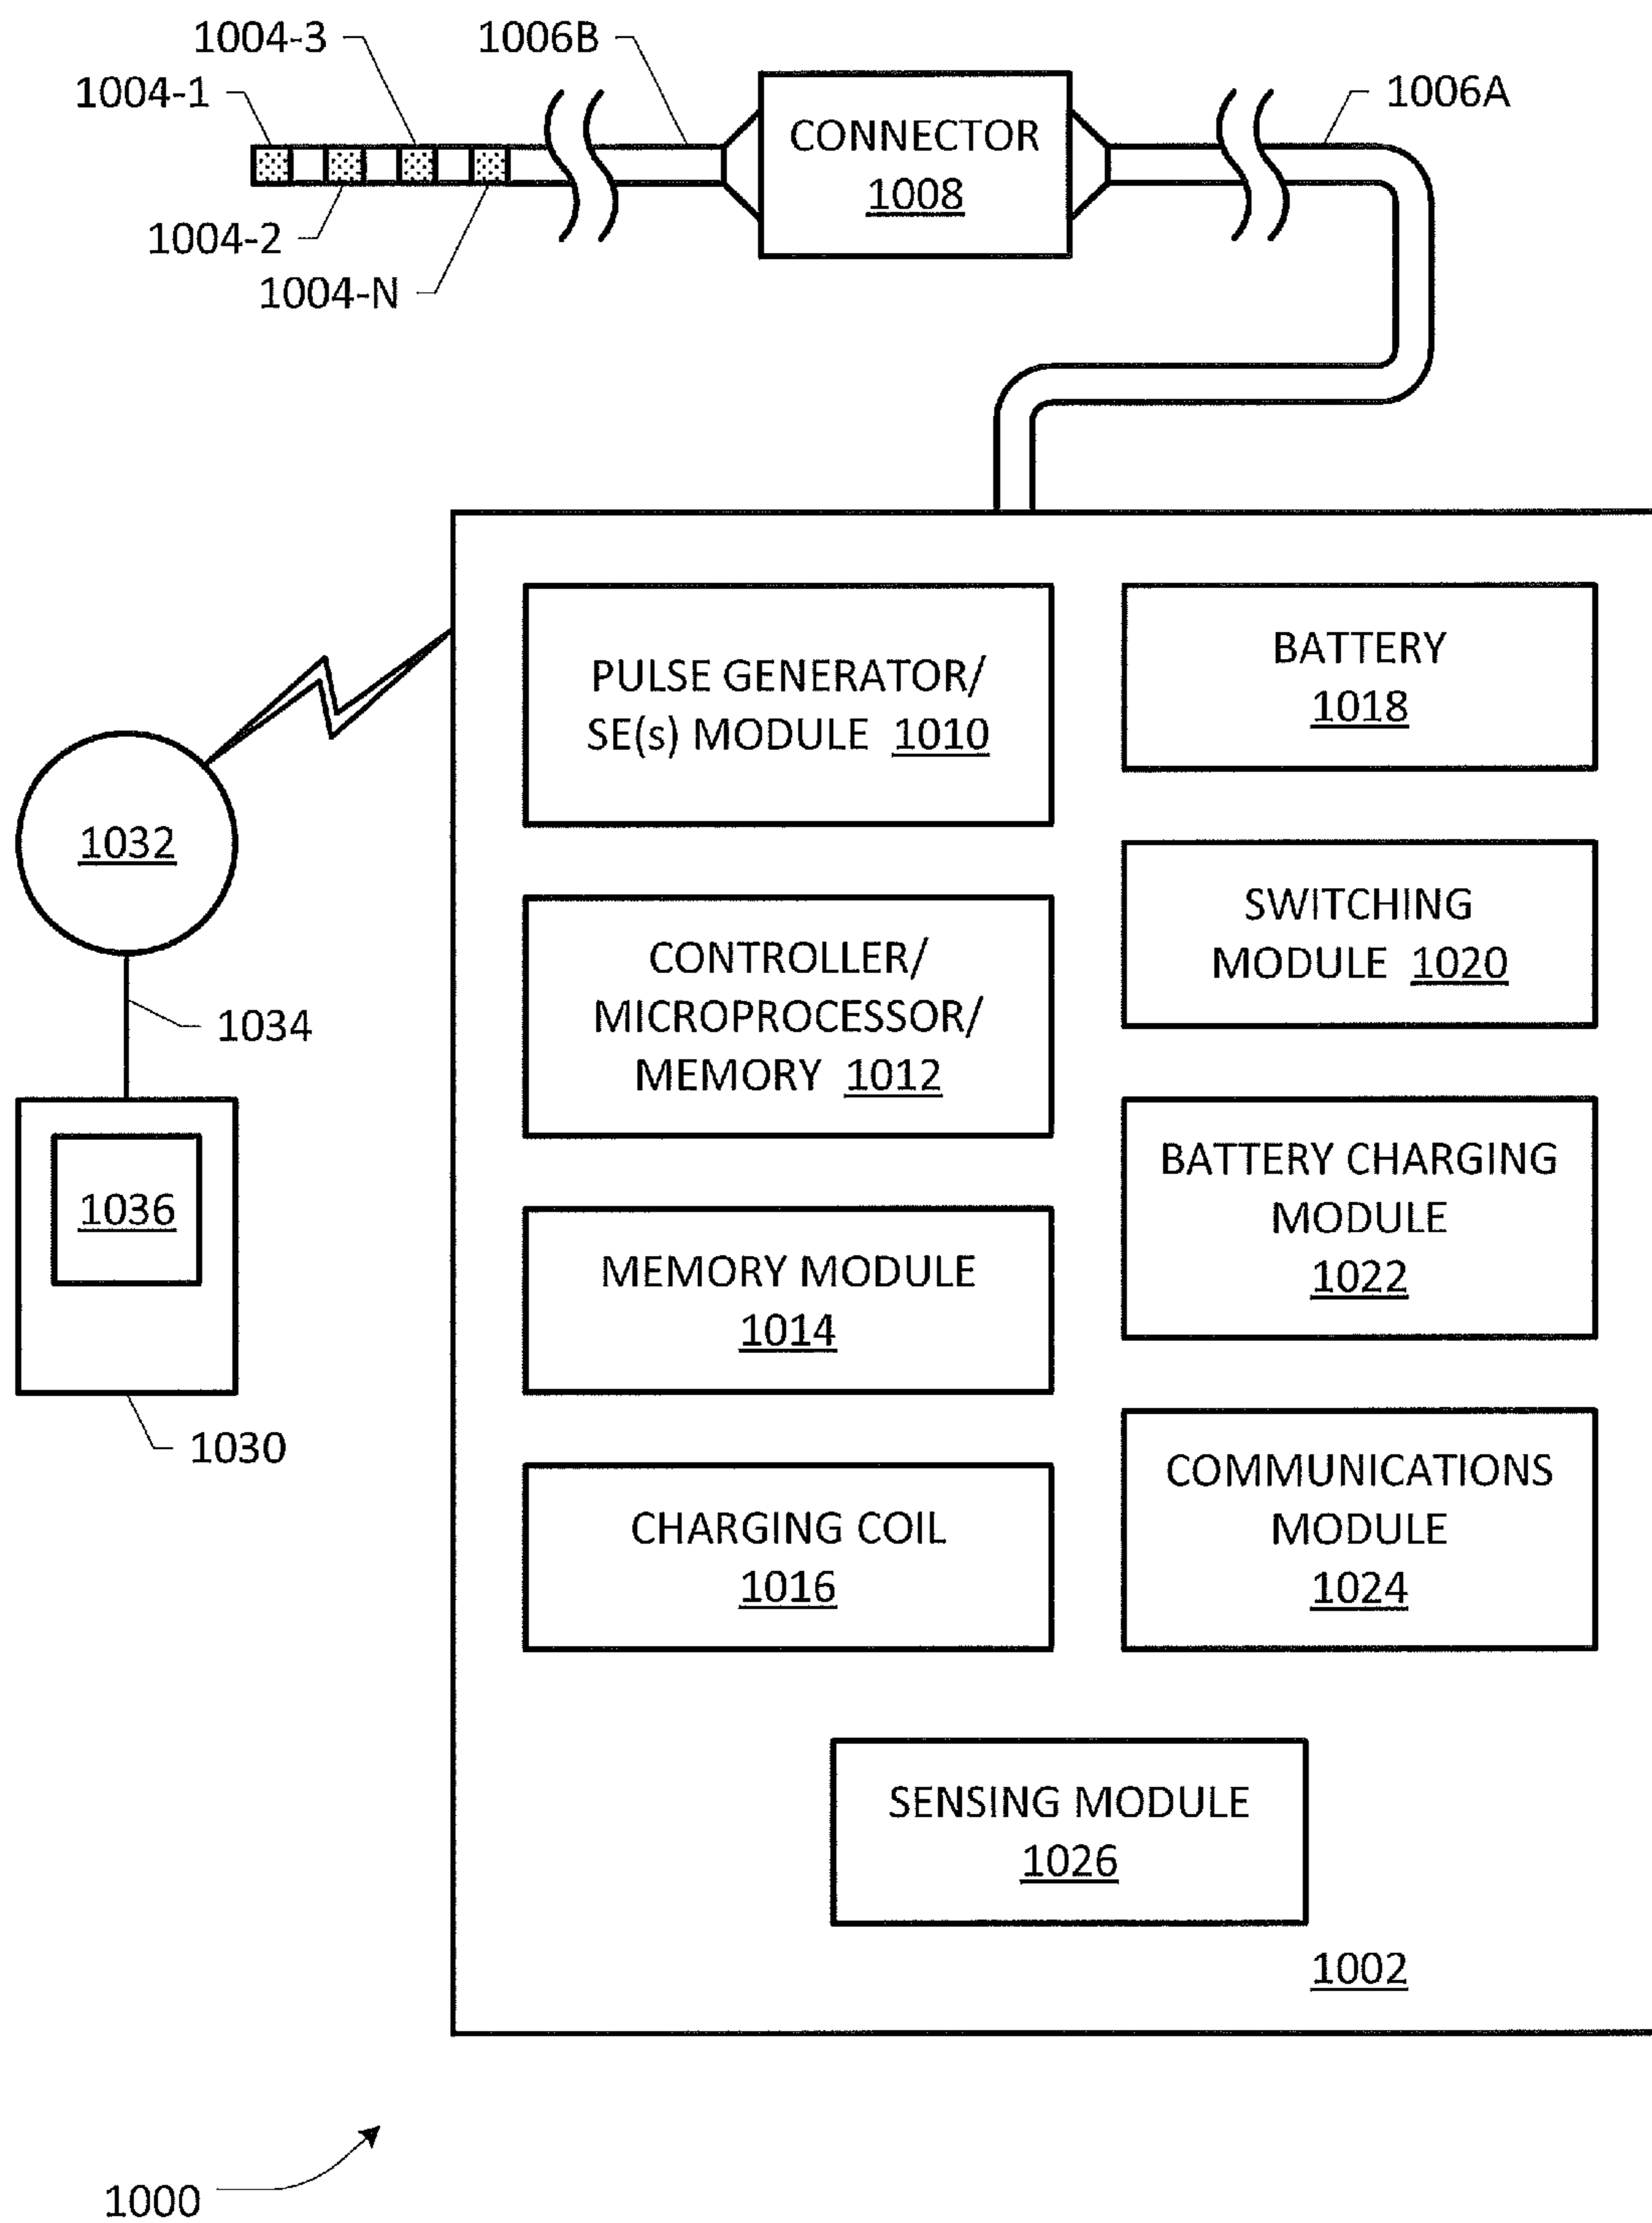 1004-3
1006B
1004-1
1006A
CONNECTOR
1008
1004-2
1004-N
PULSE GENERATOR/
SE(s) MODULE 1010
BATTERY
1018
1032
SWITCHING
MODULE 1020
CONTROLLER/
MICROPROCESSOR/
MEMORY 1012
1034
BATTERY CHARGING
MODULE
1022
1036
MEMORY MODULE
1014
1030
COMMUNICATIONS
MODULE
1024
CHARGING COIL
1016
SENSING MODULE
1026
1002
1000